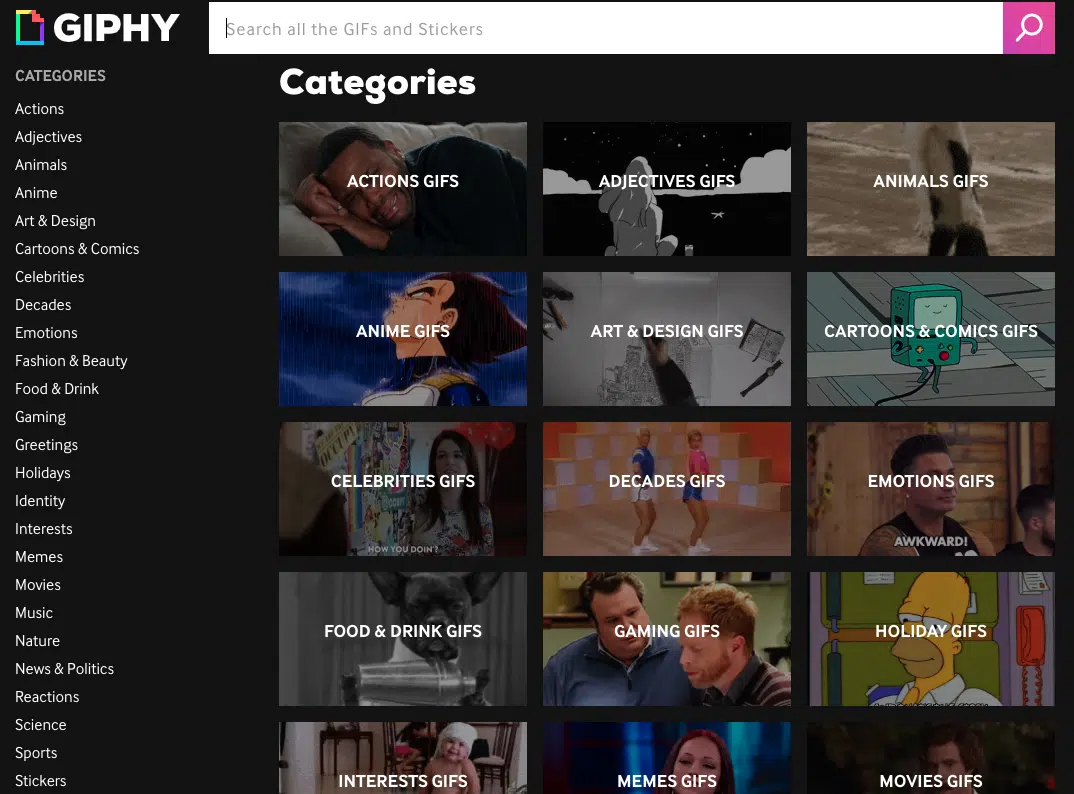 GIPHY
Search all the GIFs and Stickers
CATEGORIES
Actions
Adjectives
Animals
Anime
Art & Design
Cartoons & Comics
Celebrities
Decades
Emotions
Fashion & Beauty
Food & Drink
Gaming
Greetings
Holidays
Identity
Interests
Memes
Movies
Music
Nature
News & Politics
Reactions
Science
Sports
Stickers
Categories
ACTIONS GIFS
ADJECTIVES GIFS
ANIMALS GIFS
ANIME GIFS
ART & DESIGN GIFS
CARTOONS & COMICS GIFS
CELEBRITIES GIFS
HOW YOU DOIN'?
DECADES GIFS
EMOTIONS GIFS
AWKWARD!
FOOD & DRINK GIFS
GAMING GIFS
HOLIDAY GIFS
INTERESTS GIFS
MEMES GIFS
MOVIES GIFS